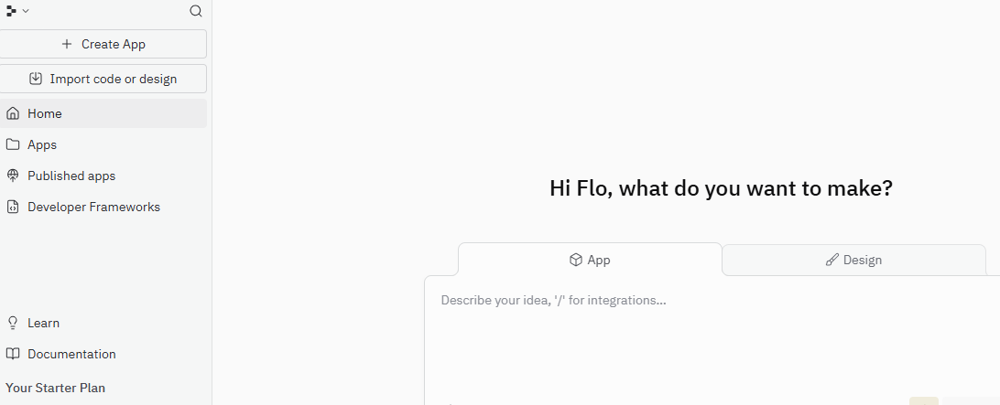 Create App
Import code or design
Home
Apps
Published apps
Developer Frameworks
Learn
Documentation
Your Starter Plan
Hi Flo, what do you want to make?
App
Design
Describe your idea, '/' for integrations...